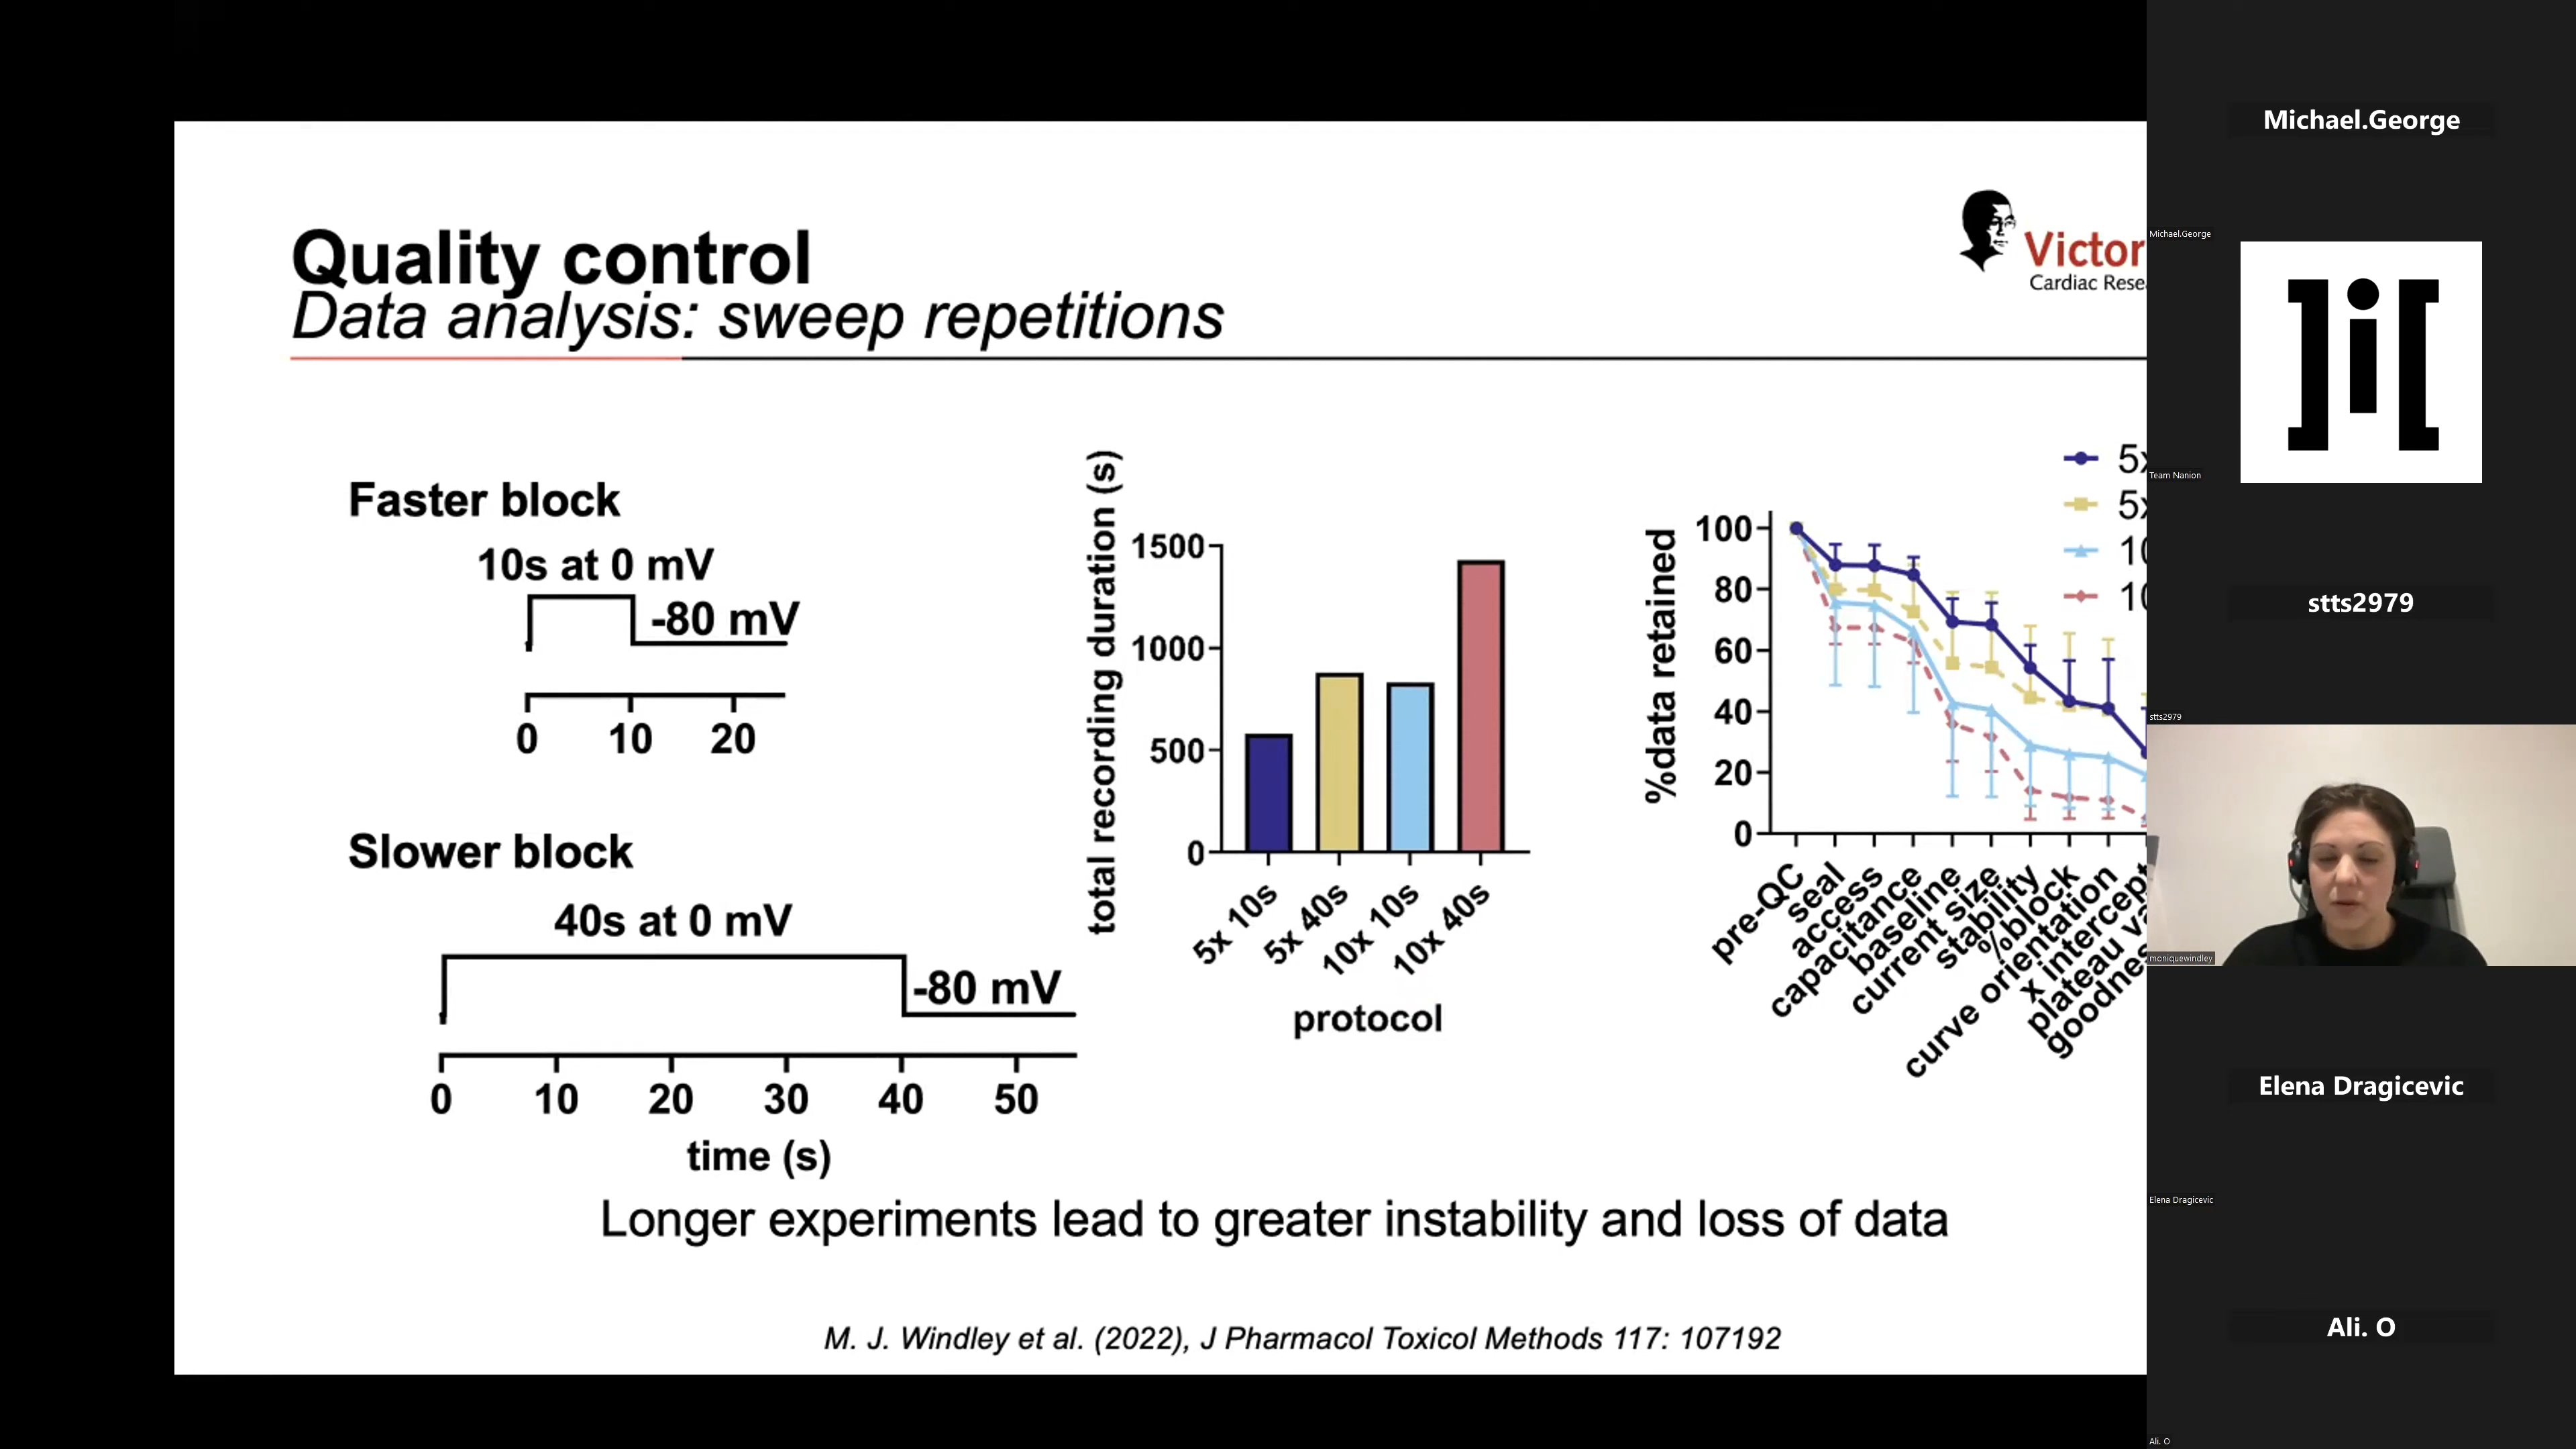 Quality control
Data analysis: sweep repetitions
Victor
Cardiac Rese
Faster block
10s at 0 mV
-80 mV
0 10 20
Slower block
40s at 0 mV
-80 mV
0 10 20 30 40 50
time (s)
total recording duration (s)
1500
1000
500
0
5x 10s
5x 40s
10x 10s
10x 40s
protocol
5x
5x
10
10
%data retained
100
80
60
40
20
0
pre-QC
seal
access
capacitance
baseline
current size
stability
%block
curve orientation
x intercept
plateau va
goodnes
Longer experiments lead to greater instability and loss of data
M. J. Windley et al. (2022), J Pharmacol Toxicol Methods 117: 107192
Michael.George
Michael.George
]i[
Team Nanion
stts2979
stts2979
moniquewindley
Elena Dragicevic
Elena Dragicevic
Ali. O
Ali. O